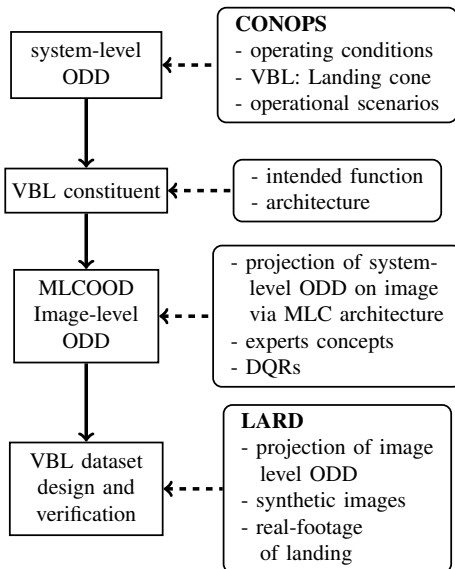 system-level
ODD
CONOPS
- operating conditions
- VBL: Landing cone
- operational scenarios
VBL constituent
- intended function
- architecture
MLCOOD
Image-level
ODD
- projection of system-
level ODD on image
via MLC architecture
- experts concepts
- DQRs
VBL dataset
design and
verification
LARD
- projection of image
level ODD
- synthetic images
- real-footage
of landing